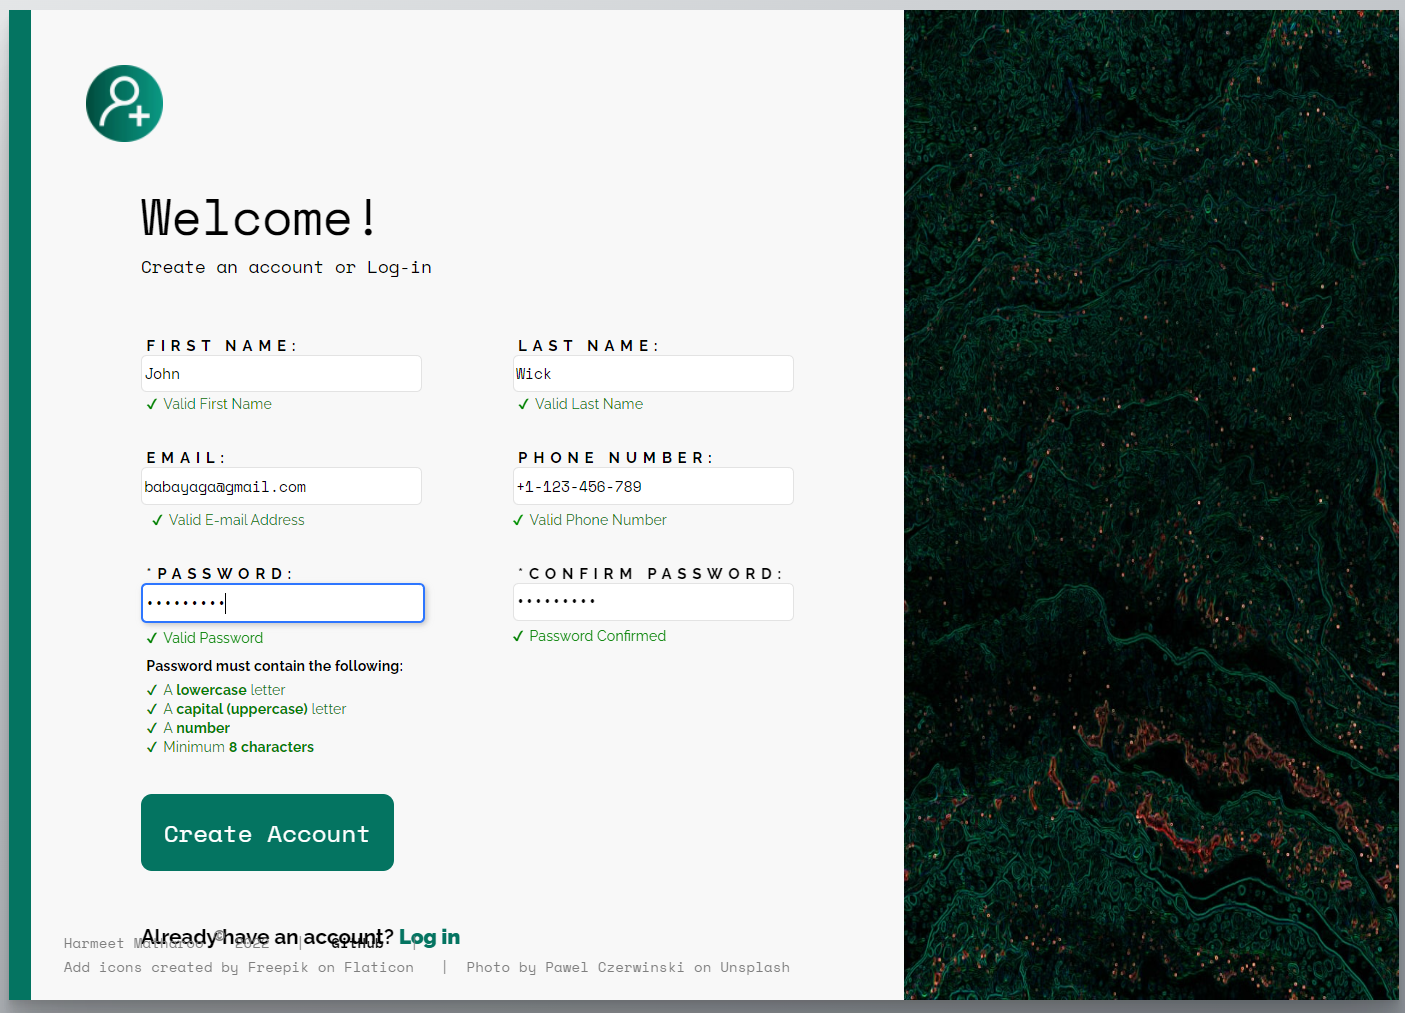 Welcome!
Create an account or Log-in
FIRST NAME:
John
✓ Valid First Name
LAST NAME:
Wick
✓ Valid Last Name
EMAIL:
babayaga@gmail.com
✓ Valid E-mail Address
PHONE NUMBER:
+1-123-456-789
✓ Valid Phone Number
*PASSWORD:
•••••••••
✓ Valid Password
*CONFIRM PASSWORD:
•••••••••
✓ Password Confirmed
Password must contain the following:
✓ A lowercase letter
✓ A capital (uppercase) letter
✓ A number
✓ Minimum 8 characters
Create Account
Already have an account? Log in
Harmeet Matharoo © 2022 | GitHub |
Add icons created by Freepik on Flaticon | Photo by Pawel Czerwinski on Unsplash